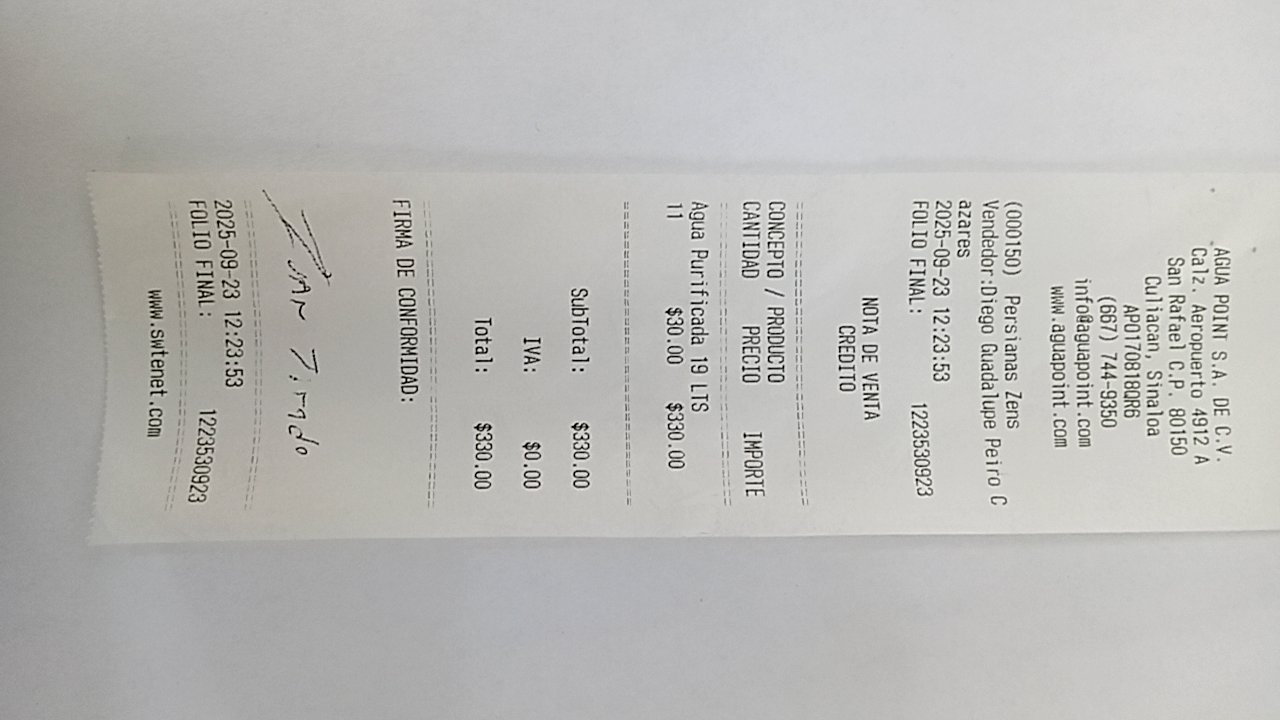 AGUA POINT S.A. DE C.V.
Calz. Aeropuerto 4912 A
San Rafael C.P. 80150
Culiacan, Sinaloa
APO170818QR6
(667) 744-9350
info@aguapoint.com
www.aguapoint.com
(000150) Persianas Zens
Vendedor:Diego Guadalupe Peiro C
azares
2025-09-23 12:23:53
FOLIO FINAL: 1223530923
NOTA DE VENTA
CREDITO
CONCEPTO / PRODUCTO
CANTIDAD PRECIO IMPORTE
Agua Purificada 19 LTS
11 $30.00 $330.00
SubTotal: $330.00
IVA: $0.00
Total: $330.00
FIRMA DE CONFORMIDAD:
Tirado
2025-09-23 12:23:53
FOLIO FINAL: 1223530923
www.swtenet.com